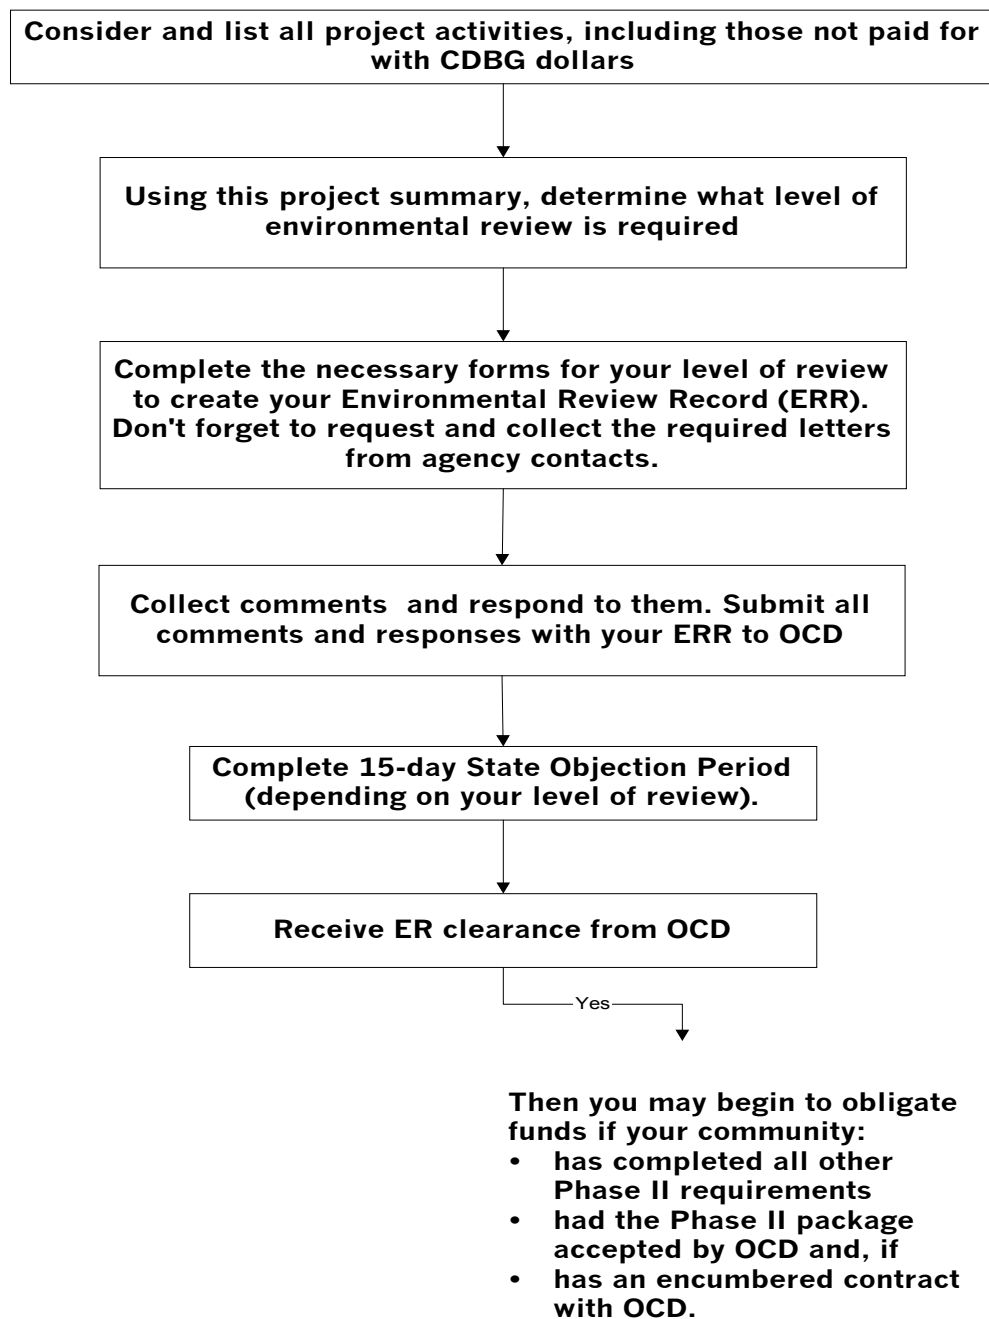 Consider and list all project activities, including those not paid for
with CDBG dollars
Using this project summary, determine what level of
environmental review is required
Complete the necessary forms for your level of review
to create your Environmental Review Record (ERR).
Don't forget to request and collect the required letters
from agency contacts.
Collect comments  and respond to them. Submit all
comments and responses with your ERR to OCD
Complete 15-day State Objection Period
(depending on your level of review).
Receive ER clearance from OCD
Yes
Then you may begin to obligate
funds if your community:
• has completed all other
Phase II requirements
• had the Phase II package
accepted by OCD and, if
• has an encumbered contract
with OCD.